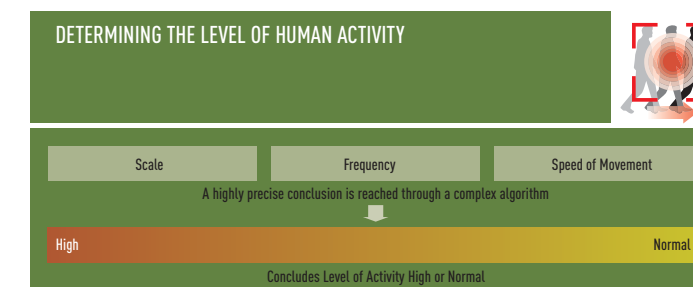 DETERMINING THE LEVEL OF HUMAN ACTIVITY
Scale
Frequency
Speed of Movement
A highly precise conclusion is reached through a complex algorithm
High
Normal
Concludes Level of Activity High or Normal